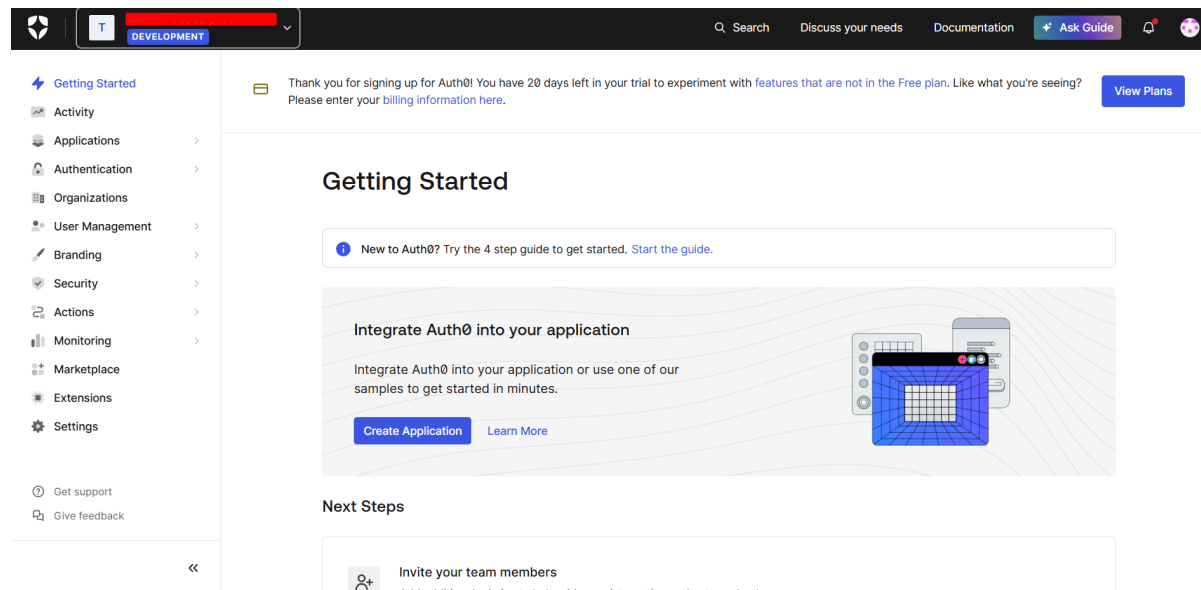 T
DEVELOPMENT
Search
Discuss your needs
Documentation
Ask Guide
Getting Started
Activity
Applications
Authentication
Organizations
User Management
Branding
Security
Actions
Monitoring
Marketplace
Extensions
Settings
Get support
Give feedback
Thank you for signing up for Auth0! You have 20 days left in your trial to experiment with features that are not in the Free plan. Like what you're seeing?
Please enter your billing information here.
View Plans
Getting Started
New to Auth0? Try the 4 step guide to get started. Start the guide.
Integrate Auth0 into your application
Integrate Auth0 into your application or use one of our
samples to get started in minutes.
Create Application
Learn More
Next Steps
Invite your team members